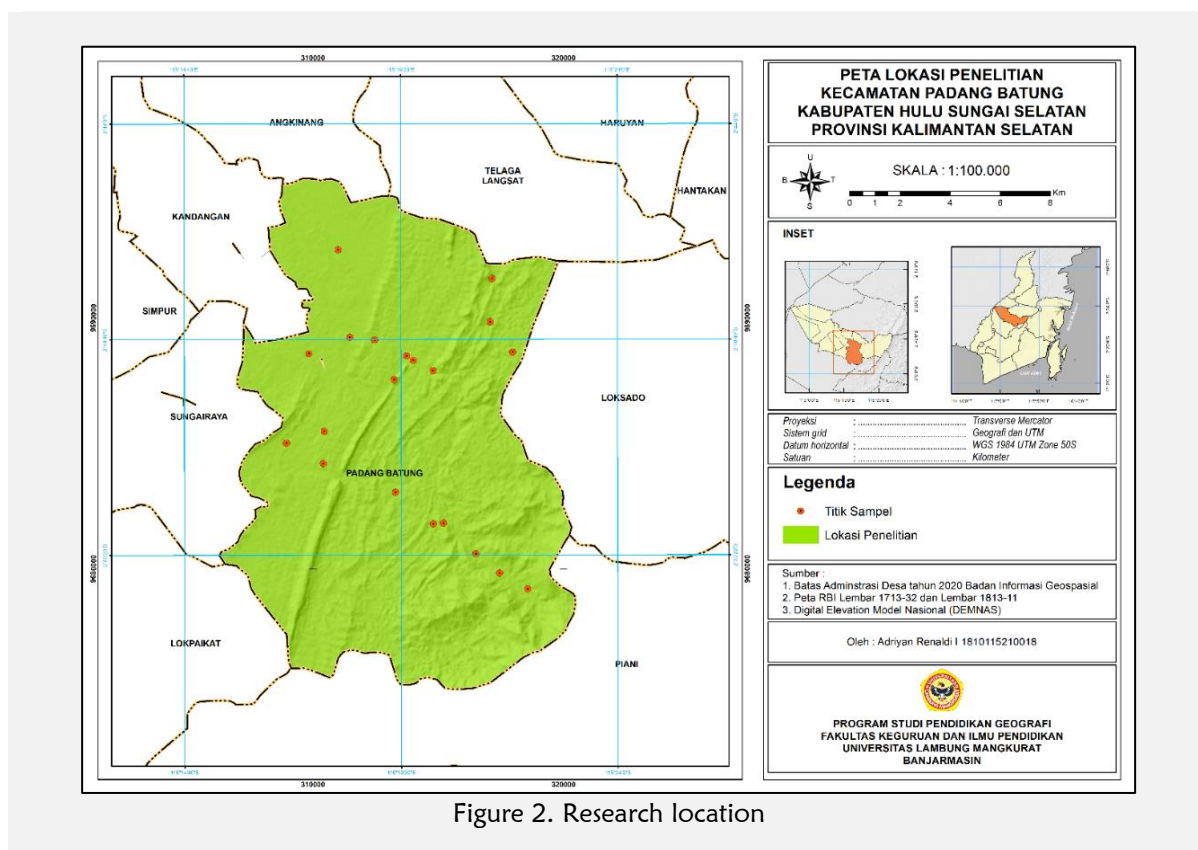 319000
320000
ANGKINANG
HARUYAN
TELAGA
LANGSAT
HANTAKAN
KANDANGAN
9690000
9690000
SIMPUR
LOKSADO
SUNGAIRAYA
PADANG BATUNG
9680000
9680000
LOKPAIKAT
PIANI
319000
320000
PETA LOKASI PENELITIAN
KECAMATAN PADANG BATUNG
KABUPATEN HULU SUNGAI SELATAN
PROVINSI KALIMANTAN SELATAN
U
B T
S
SKALA : 1:100.000
Km
0 1 2 4 6 8
INSET
Proyeksi : ........................................ Transverse Mercator
Sistem grid : ........................................ Geografi dan UTM
Datum horizontal : ........................................ WGS 1984 UTM Zone 50S
Satuan : ........................................ Kilometer
Legenda
Titik Sampel
Lokasi Penelitian
Sumber :
1. Batas Adminstrasi Desa tahun 2020 Badan Informasi Geospasial
2. Peta RBI Lembar 1713-32 dan Lembar 1813-11
3. Digital Elevation Model Nasional (DEMNAS)
Oleh : Adriyan Renaldi I 1810115210018
PROGRAM STUDI PENDIDIKAN GEOGRAFI
FAKULTAS KEGURUAN DAN ILMU PENDIDIKAN
UNIVERSITAS LAMBUNG MANGKURAT
BANJARMASIN
Figure 2. Research location